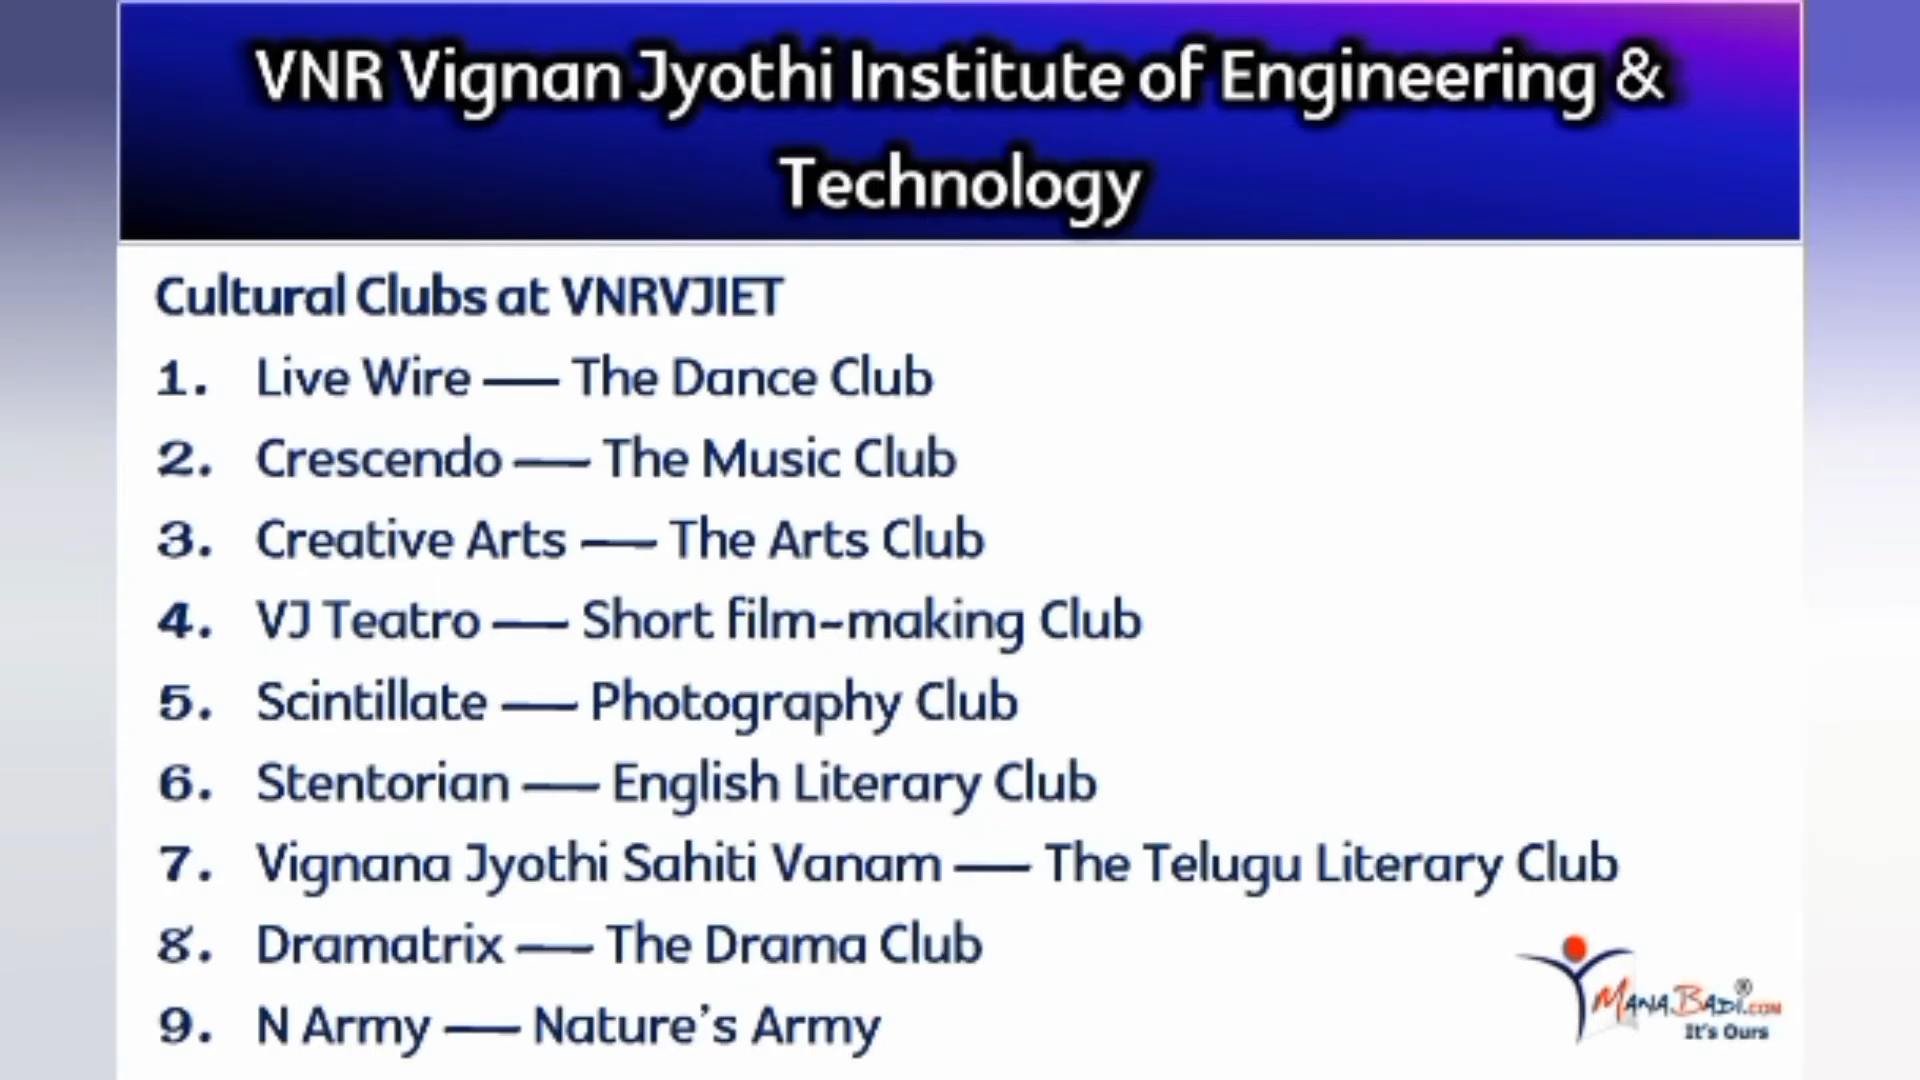 VNR Vignan Jyothi Institute of Engineering &
Technology
Cultural Clubs at VNRVJIET
1. Live Wire — The Dance Club
2. Crescendo — The Music Club
3. Creative Arts — The Arts Club
4. VJ Teatro — Short film-making Club
5. Scintillate — Photography Club
6. Stentorian — English Literary Club
7. Vignana Jyothi Sahiti Vanam — The Telugu Literary Club
8. Dramatrix — The Drama Club
9. N Army — Nature's Army
MANABADI.COM®
It's Ours